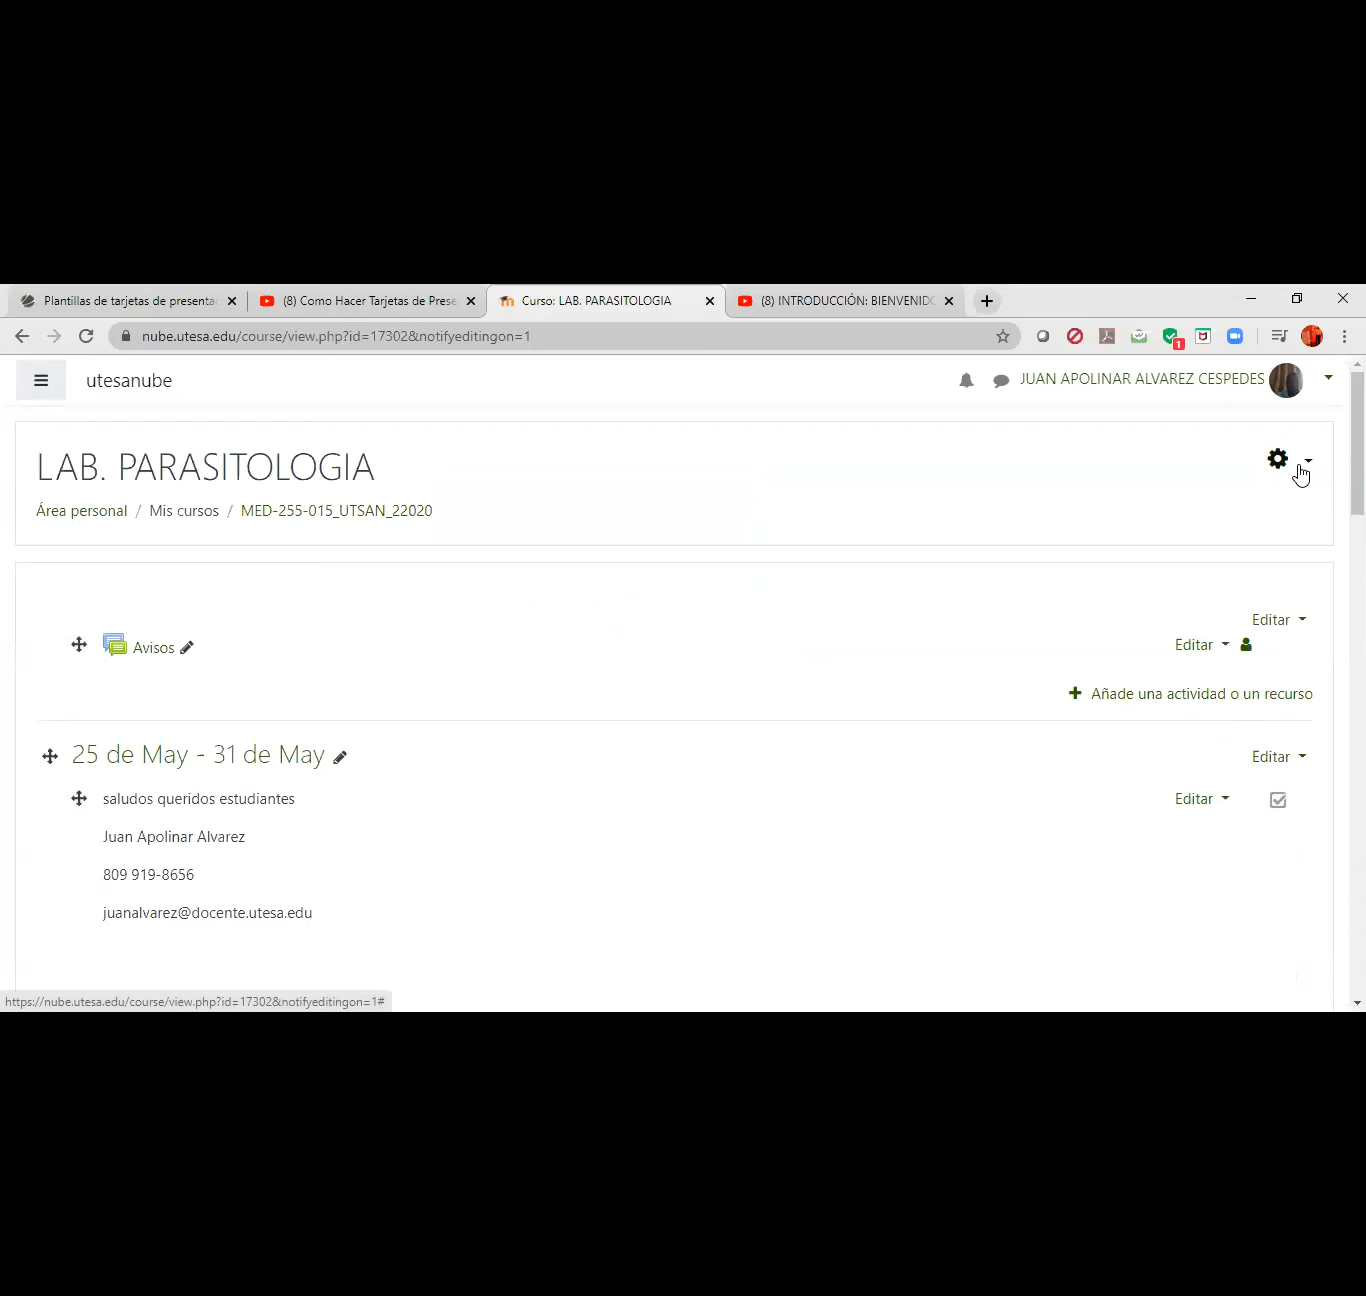 Plantillas de tarjetas de presentac
(8) Como Hacer Tarjetas de Prese
Curso: LAB. PARASITOLOGIA
(8) INTRODUCCIÓN: BIENVENIDO
nube.utesa.edu/course/view.php?id=17302&notifyeditingon=1
1
utesanube
JUAN APOLINAR ALVAREZ CESPEDES
LAB. PARASITOLOGIA
Área personal / Mis cursos / MED-255-015_UTSAN_22020
Editar
Avisos
Editar
Añade una actividad o un recurso
25 de May - 31 de May
Editar
saludos queridos estudiantes
Editar
Juan Apolinar Alvarez
809 919-8656
juanalvarez@docente.utesa.edu
https://nube.utesa.edu/course/view.php?id=17302&notifyeditingon=1#